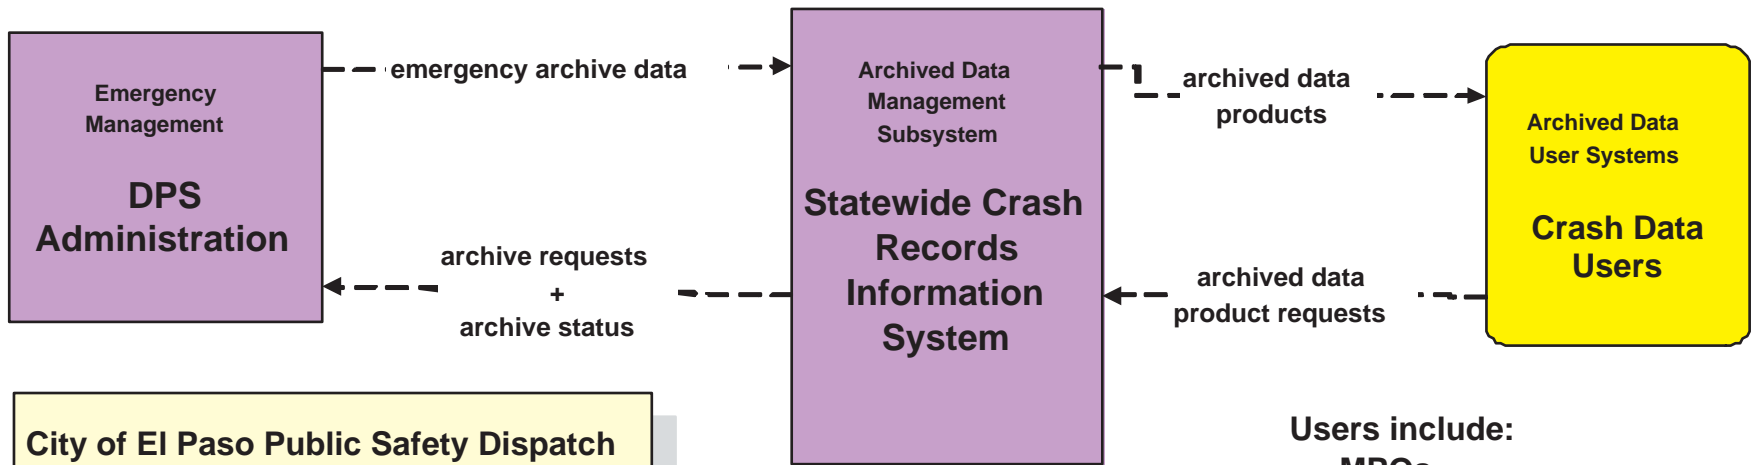 Emergency
Management
DPS
Administration
emergency archive data
archive requests
+
archive status
Archived Data
Management
Subsystem
Statewide Crash
Records
Information
System
archived data
products
archived data
product requests
Archived Data
User Systems
Crash Data
Users
City of El Paso Public Safety Dispatch
Users include: